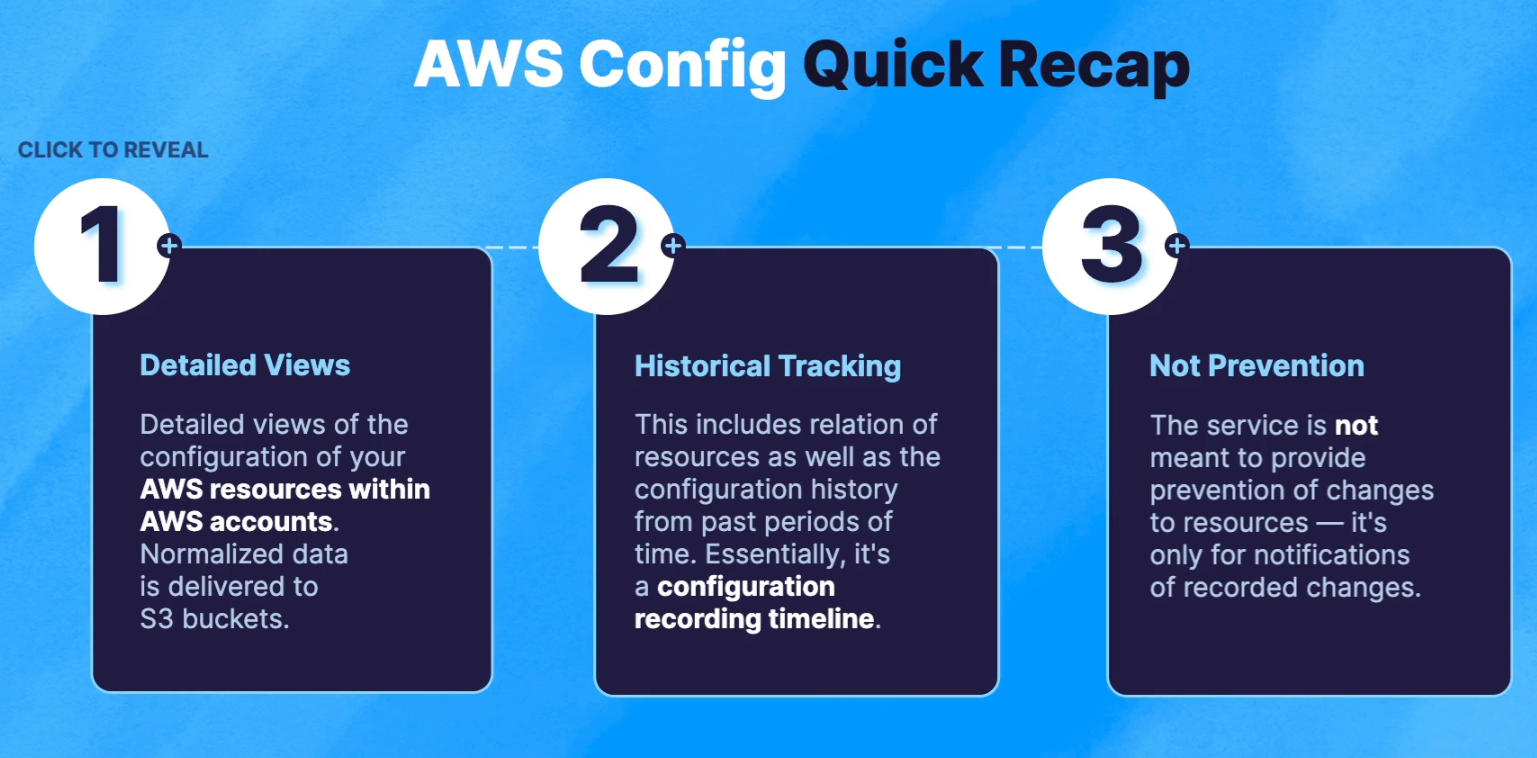 AWS Config Quick Recap
CLICK TO REVEAL
1
+
Detailed Views
Detailed views of the
configuration of your
AWS resources within
AWS accounts.
Normalized data
is delivered to
S3 buckets.
2
+
Historical Tracking
This includes relation of
resources as well as the
configuration history
from past periods of
time. Essentially, it's
a configuration
recording timeline.
3
+
Not Prevention
The service is not
meant to provide
prevention of changes
to resources — it's
only for notifications
of recorded changes.